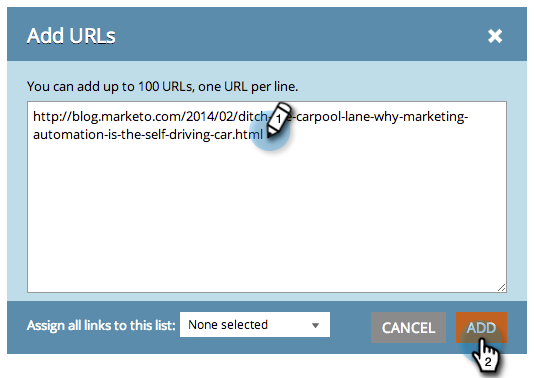 Add URLs
You can add up to 100 URLs, one URL per line.
http://blog.marketo.com/2014/02/ditch- -carpool-lane-why-marketing-
automation-is-the-self-driving-car.html
1
Assign all links to this list: None selected
CANCEL
ADD
2